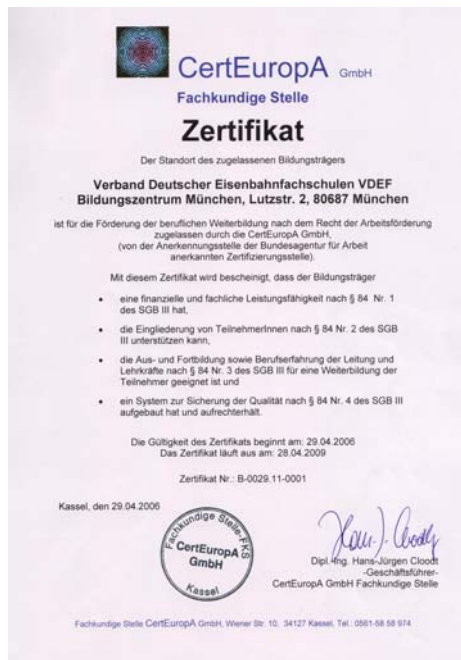 CertEuropA GmbH
Fachkundige Stelle
Zertifikat
Der Standort des zugelassenen Bildungsträgers
Verband Deutscher Eisenbahnfachschulen VDEF
Bildungszentrum München, Lutzstr. 2, 80687 München
ist für die Förderung der beruflichen Weiterbildung nach dem Recht der Arbeitsförderung
zugelassen durch die CertEuropA GmbH,
(von der Anerkennungsstelle der Bundesagentur für Arbeit
anerkannten Zertifizierungsstelle).
Mit diesem Zertifikat wird bescheinigt, dass der Bildungsträger
• eine finanzielle und fachliche Leistungsfähigkeit nach § 84 Nr. 1
des SGB III hat,
• die Eingliederung von TeilnehmerInnen nach § 84 Nr. 2 des SGB
III unterstützen kann,
• die Aus- und Fortbildung sowie Berufserfahrung der Leitung und
Lehrkräfte nach § 84 Nr. 3 des SGB III für eine Weiterbildung der
Teilnehmer geeignet ist und
• ein System zur Sicherung der Qualität nach § 84 Nr. 4 des SGB III
aufgebaut hat und aufrechterhält.
Die Gültigkeit des Zertifikats beginnt am: 29.04.2006
Das Zertifikat läuft aus am: 28.04.2009
Zertifikat Nr.: B-0029.11-0001
Kassel, den 29.04.2006
Fachkundige Stelle-FKS
CertEuropA
GmbH
Kassel
Hans-J. Cloodt
Dipl.-Ing. Hans-Jürgen Cloodt
-Geschäftsführer-
CertEuropA GmbH Fachkundige Stelle
Fachkundige Stelle CertEuropA GmbH, Wiener Str. 10, 34127 Kassel, Tel.: 0561-58 58 974